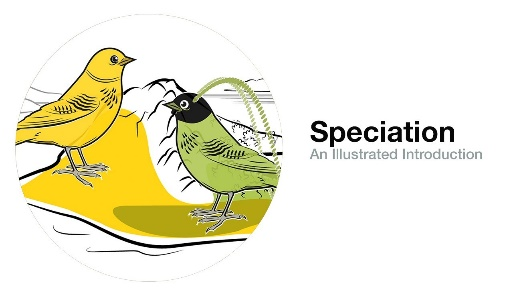 Speciation
An Illustrated Introduction